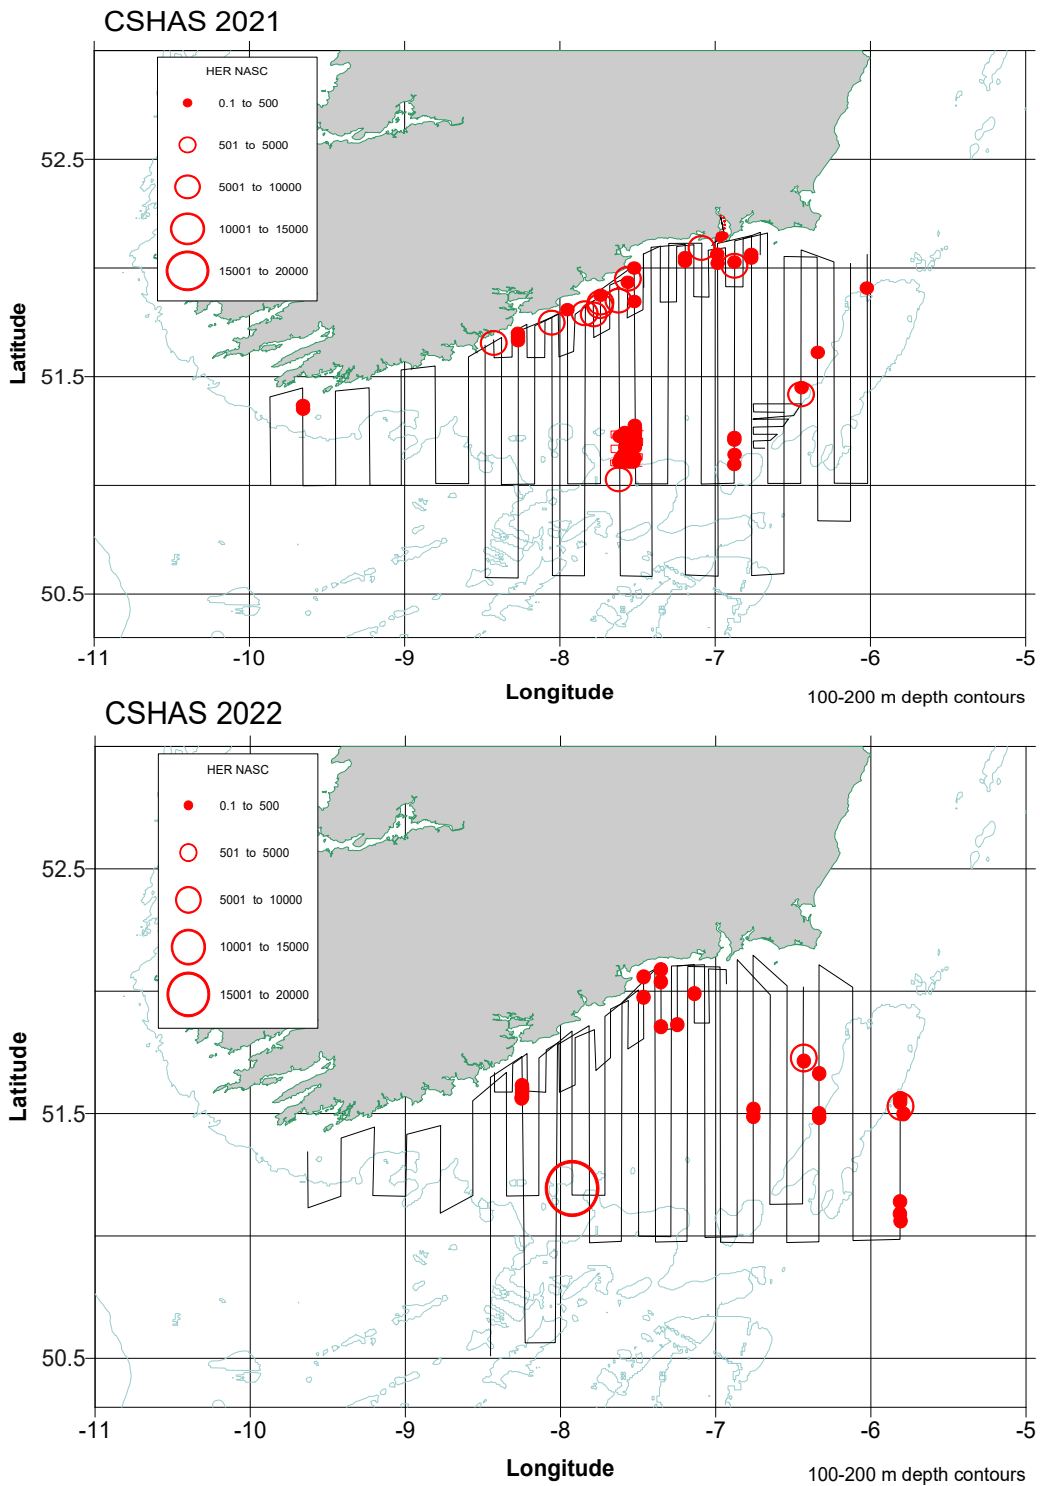 CSHAS 2021
HER NASC
0.1 to 500
501 to 5000
5001 to 10000
10001 to 15000
15001 to 20000
52.5
51.5
50.5
Latitude
-11 -10 -9 -8 -7 -6 -5
Longitude
100-200 m depth contours
CSHAS 2022
HER NASC
0.1 to 500
501 to 5000
5001 to 10000
10001 to 15000
15001 to 20000
52.5
51.5
50.5
Latitude
-11 -10 -9 -8 -7 -6 -5
Longitude
100-200 m depth contours